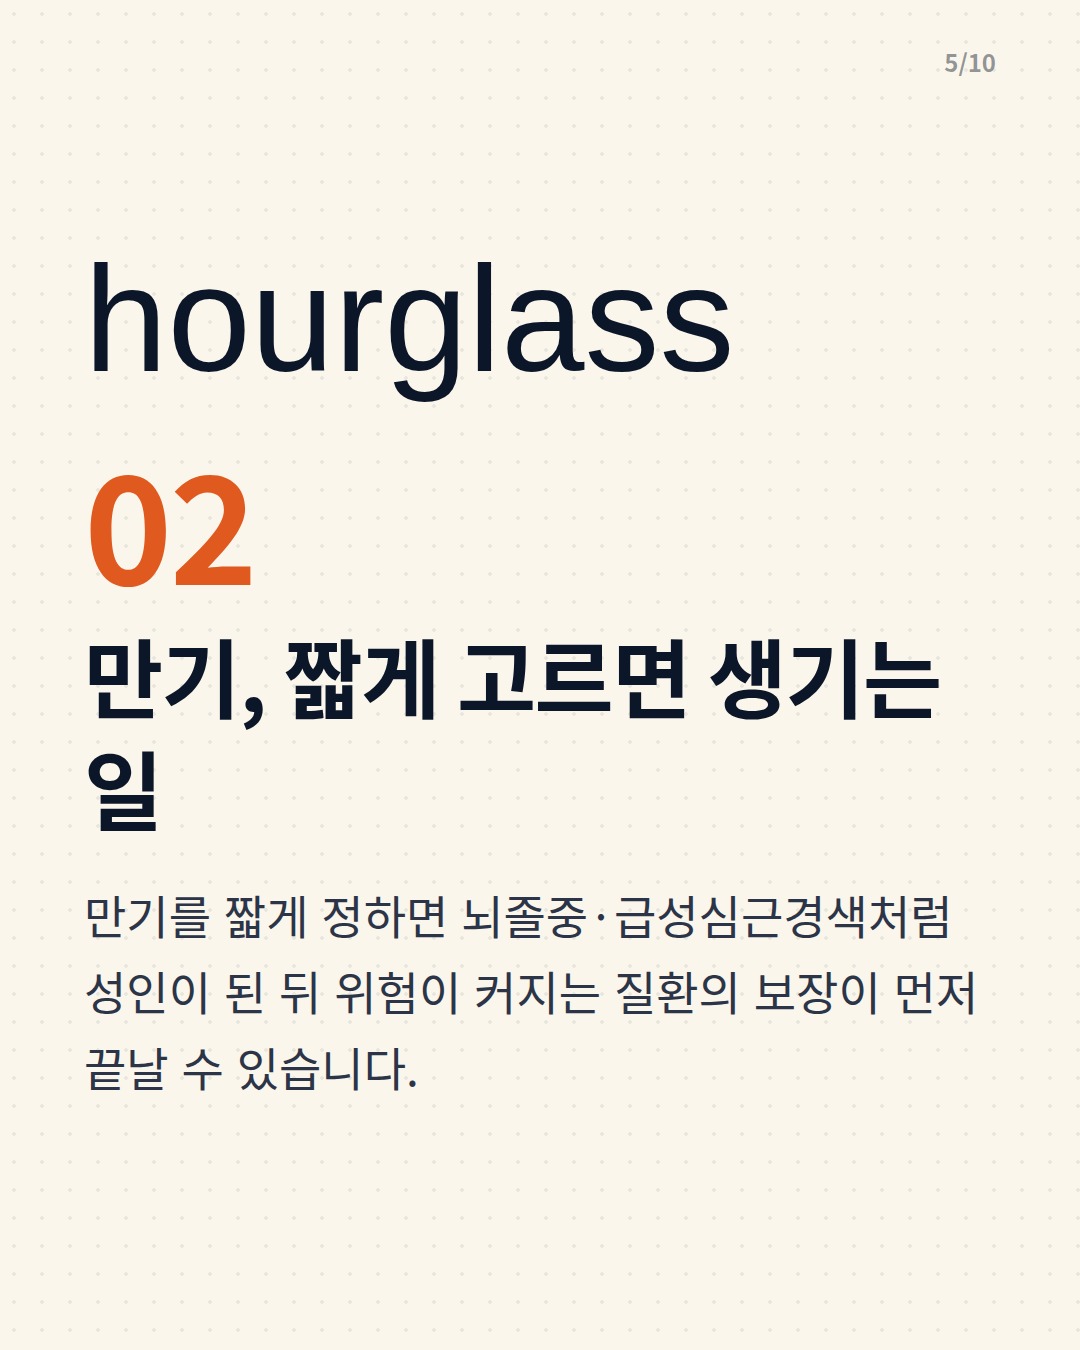 5/10
hourglass
02
만기, 짧게 고르면 생기는
일
만기를 짧게 정하면 뇌졸중·급성심근경색처럼
성인이 된 뒤 위험이 커지는 질환의 보장이 먼저
끝날 수 있습니다.